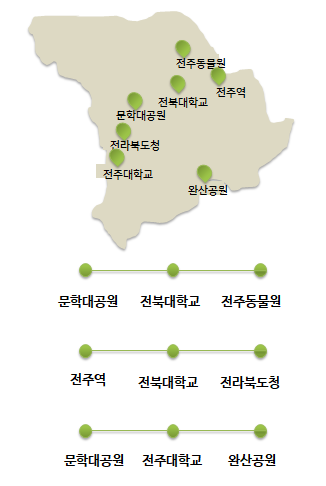 전주동물원
전주역
전북대학교
문학대공원
전라북도청
전주대학교
완산공원
문학대공원 전북대학교 전주동물원
전주역 전북대학교 전라북도청
문학대공원 전주대학교 완산공원